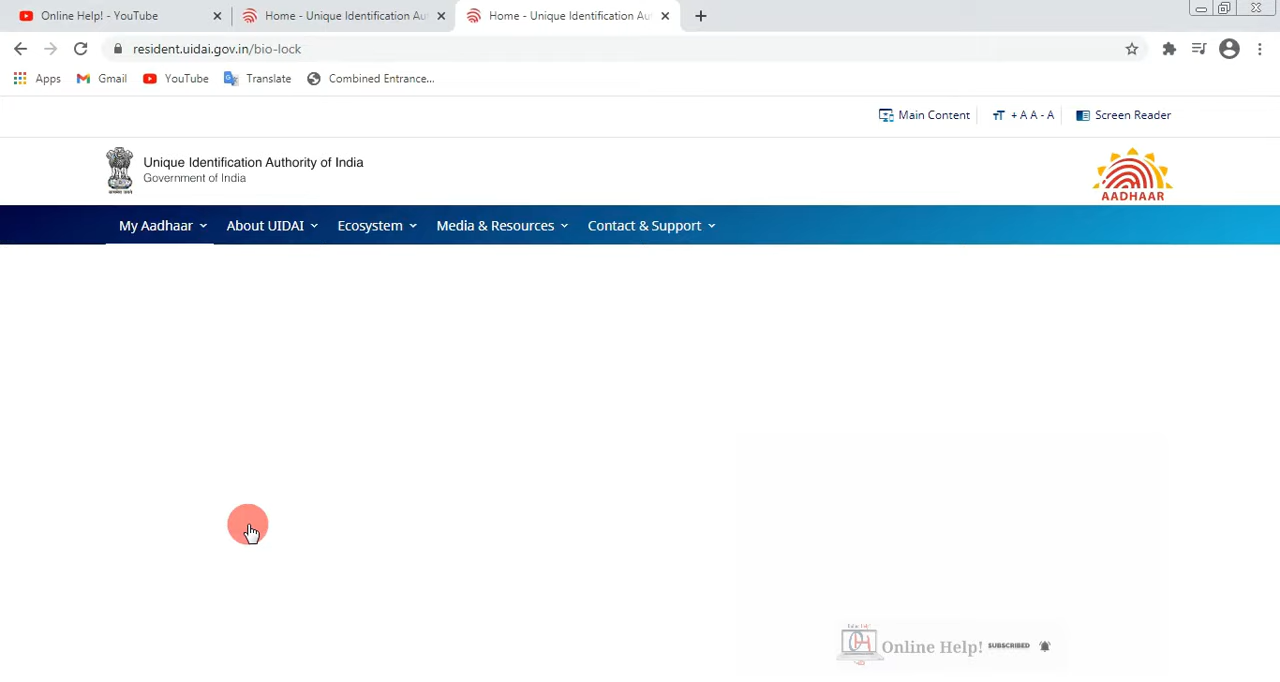 Online Help! - YouTube
Home - Unique Identification Au
Home - Unique Identification Au
resident.uidai.gov.in/bio-lock
Apps Gmail YouTube Translate Combined Entrance...
Main Content + A A - A Screen Reader
Unique Identification Authority of India
Government of India
AADHAAR
My Aadhaar About UIDAI Ecosystem Media & Resources Contact & Support
Online Help! SUBSCRIBED